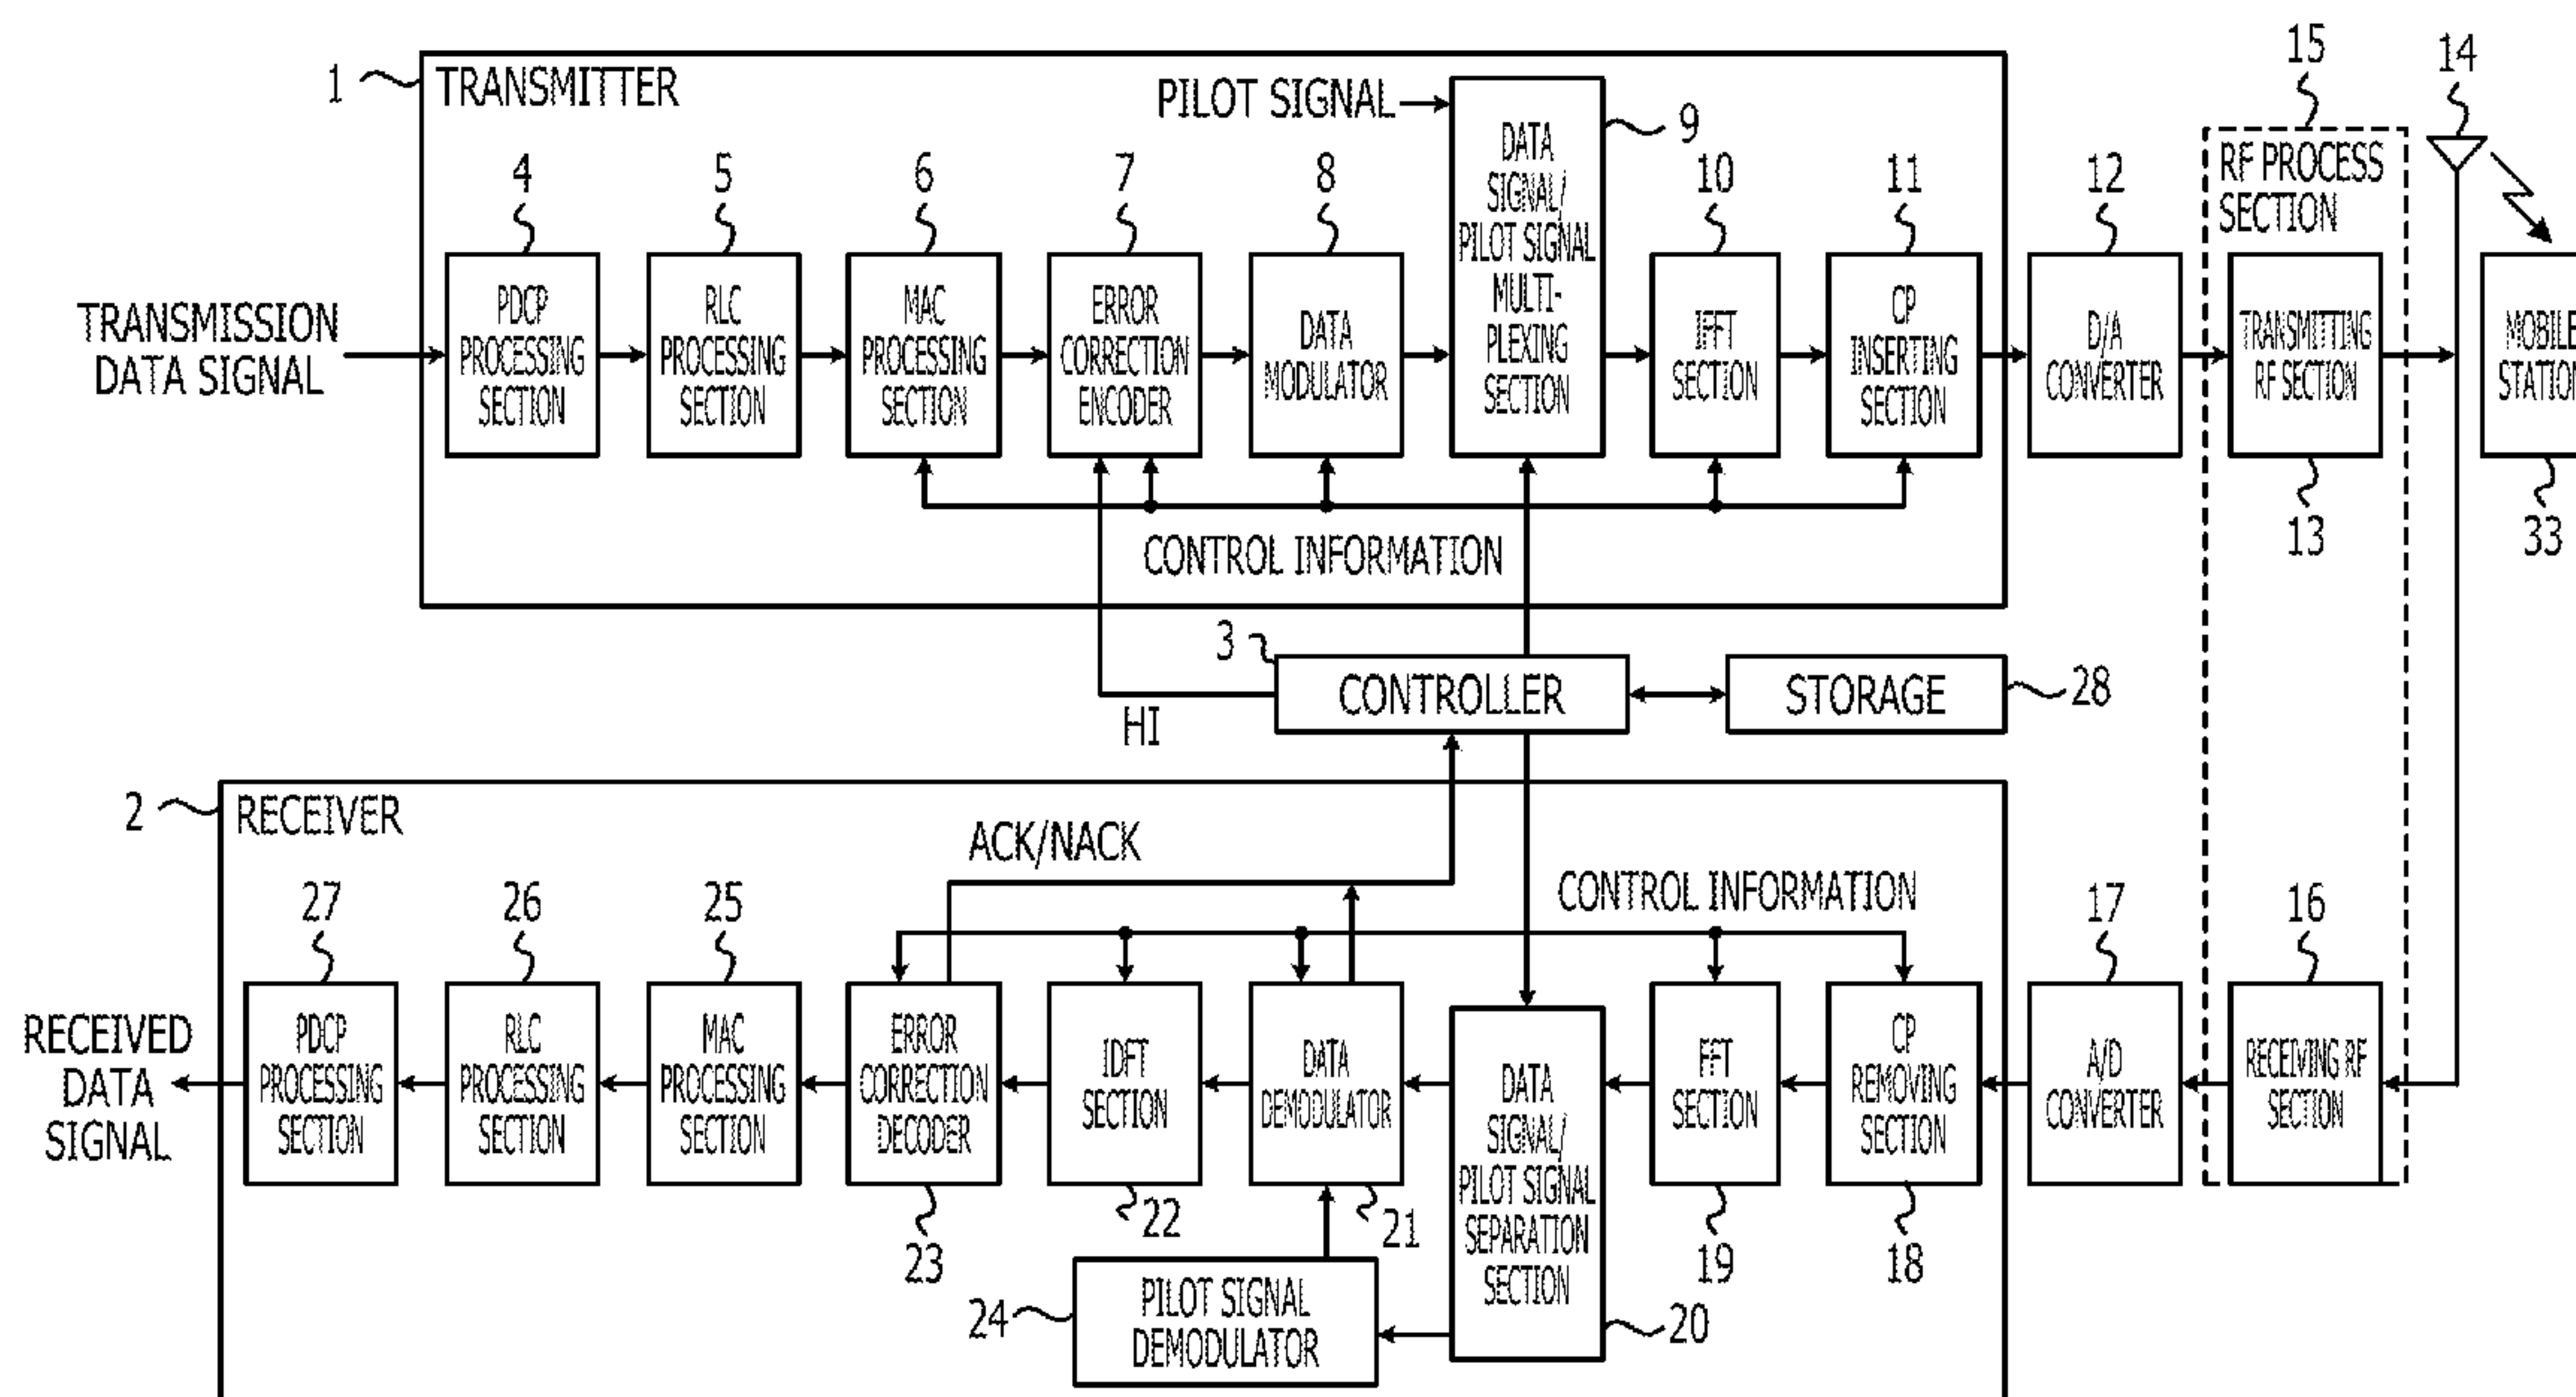 15
14
1
TRANSMITTER
PILOT SIGNAL
9
RF PROCESS
SECTION
4
5
6
7
8
10
11
12
TRANSMISSION
DATA SIGNAL
PDCP
PROCESSING
SECTION
RLC
PROCESSING
SECTION
MAC
PROCESSING
SECTION
ERROR
CORRECTION
ENCODER
DATA
MODULATOR
DATA
SIGNAL/
PILOT SIGNAL
MULTI-
PLEXING
SECTION
IFFT
SECTION
CP
INSERTING
SECTION
D/A
CONVERTER
TRANSMITTING
RF SECTION
MOBILE
STATION
13
33
CONTROL INFORMATION
3
CONTROLLER
STORAGE
28
HI
2
RECEIVER
ACK/NACK
CONTROL INFORMATION
27
26
25
17
16
RECEIVED
DATA
SIGNAL
PDCP
PROCESSING
SECTION
RLC
PROCESSING
SECTION
MAC
PROCESSING
SECTION
ERROR
CORRECTION
DECODER
IDFT
SECTION
DATA
DEMODULATOR
DATA
SIGNAL/
PILOT SIGNAL
SEPARATION
SECTION
FFT
SECTION
CP
REMOVING
SECTION
A/D
CONVERTER
RECEIVING RF
SECTION
23
22
21
19
18
24
PILOT SIGNAL
DEMODULATOR
20